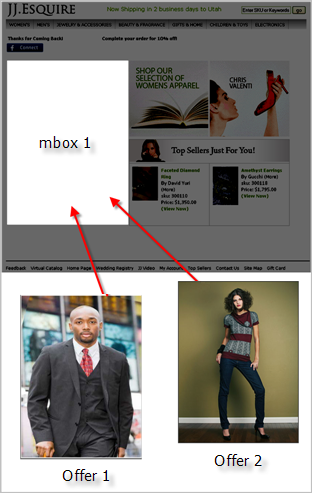 JJ.ESQUIRE
Now Shipping in 2 business days to Utah
Enter SKU or Keywords go
WOMEN'S MEN'S JEWELRY & ACCESSORIES BEAUTY & FRAGRANCE GIFTS & HOME CHILDREN & TOYS ELECTRONICS
Thanks for Coming Back!
Complete your order for 10% off!
Connect
SHOP OUR
SELECTION OF
WOMENS APPAREL
CHRIS
VALENTI
mbox 1
Top Sellers Just For You!
Faceted Diamond
Ring
By David Yuri
(More)
sku: 300110
Price: $1,350.00
(View Now)
Amethyst Earrings
By Gucchi (More)
sku: 300118
Price: $1,795.00
(View Now)
Feedback Virtual Catalog Home Page Wedding Registry JJ Video My Account Top Sellers Contact Us Site Map Gift Card
Offer 1
Offer 2